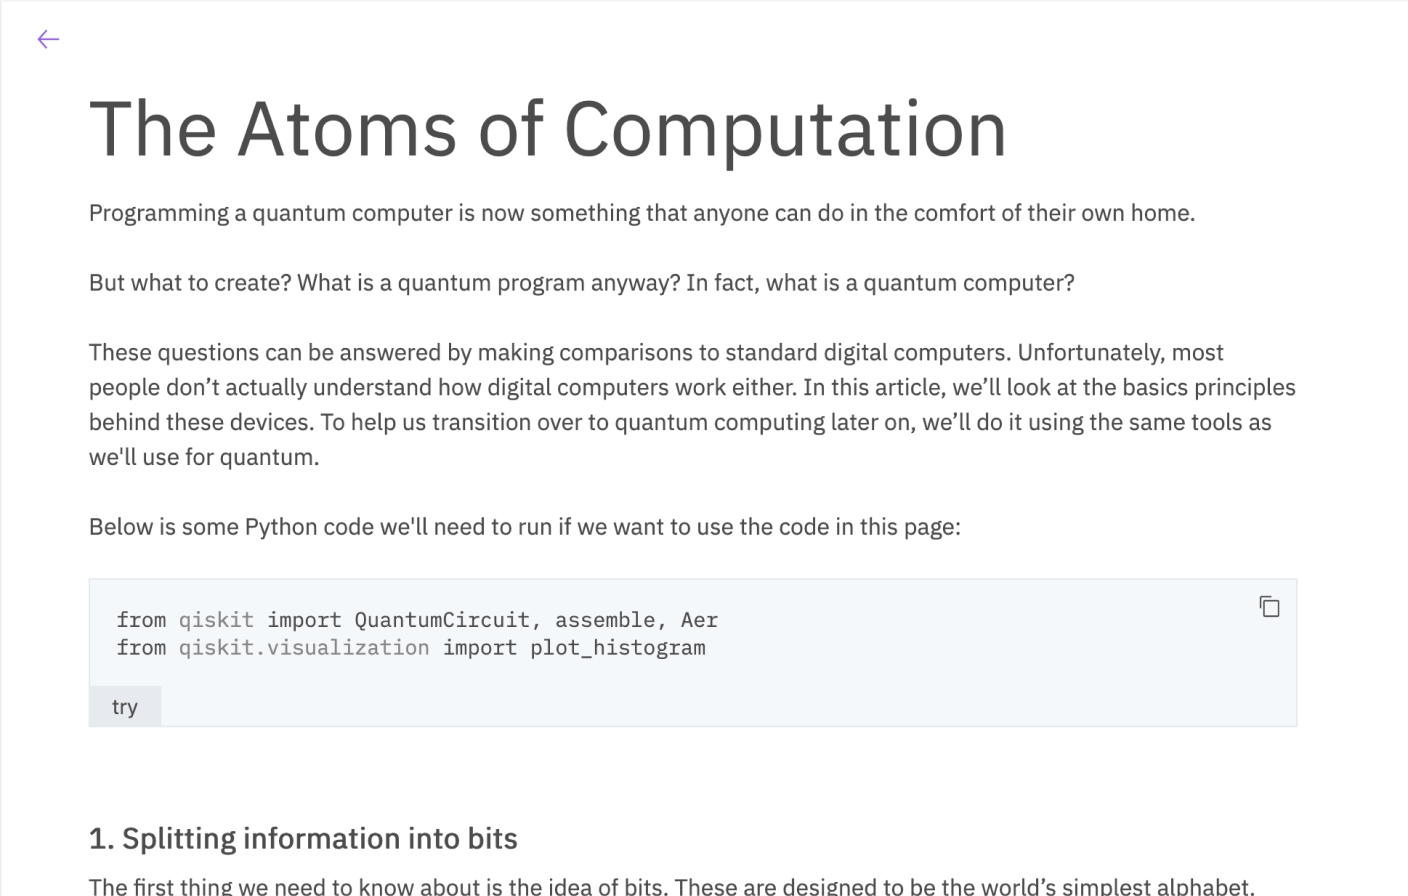 The Atoms of Computation
Programming a quantum computer is now something that anyone can do in the comfort of their own home.
But what to create? What is a quantum program anyway? In fact, what is a quantum computer?
These questions can be answered by making comparisons to standard digital computers. Unfortunately, most
people don’t actually understand how digital computers work either. In this article, we’ll look at the basics principles
behind these devices. To help us transition over to quantum computing later on, we’ll do it using the same tools as
we'll use for quantum.
Below is some Python code we'll need to run if we want to use the code in this page:
from qiskit import QuantumCircuit, assemble, Aer
from qiskit.visualization import plot_histogram
try
1. Splitting information into bits
The first thing we need to know about is the idea of bits. These are designed to be the world’s simplest alphabet.